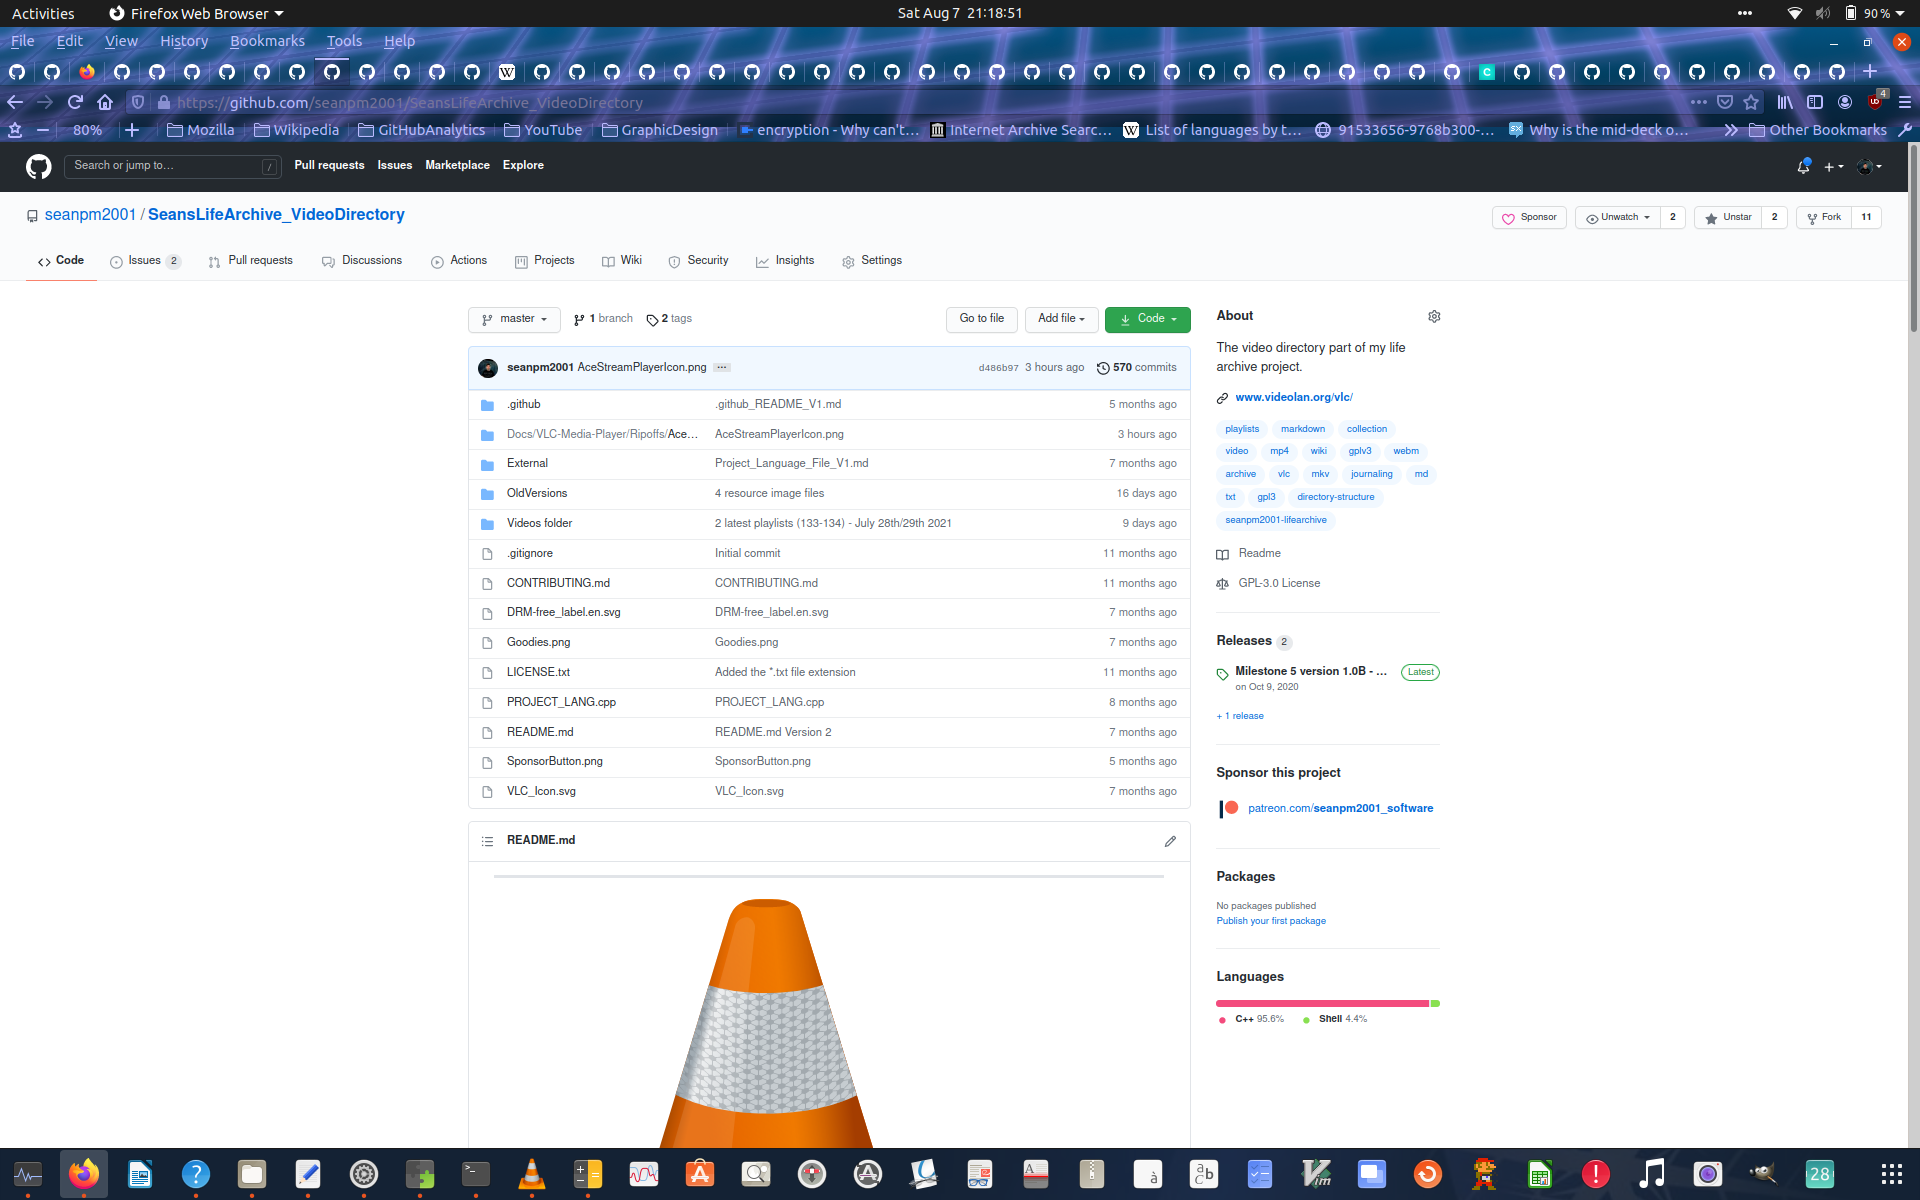 Activities Firefox Web Browser Sat Aug 7 21:18:51 90 %
File Edit View History Bookmarks Tools Help
https://github.com/seanpm2001/SeansLifeArchive_VideoDirectory 4
80% Mozilla Wikipedia GitHubAnalytics YouTube GraphicDesign encryption - Why can't… Internet Archive Searc… List of languages by t… 91533656-9768b300-… Why is the mid-deck o… Other Bookmarks
Search or jump to… / Pull requests Issues Marketplace Explore
seanpm2001 / SeansLifeArchive_VideoDirectory Sponsor Unwatch 2 Unstar 2 Fork 11
Code Issues 2 Pull requests Discussions Actions Projects Wiki Security Insights Settings
master 1 branch 2 tags Go to file Add file Code
seanpm2001 AceStreamPlayerIcon.png ... d486b97 3 hours ago 570 commits
.github .github_README_V1.md 5 months ago
Docs/VLC-Media-Player/Ripoffs/Ace… AceStreamPlayerIcon.png 3 hours ago
External Project_Language_File_V1.md 7 months ago
OldVersions 4 resource image files 16 days ago
Videos folder 2 latest playlists (133-134) - July 28th/29th 2021 9 days ago
.gitignore Initial commit 11 months ago
CONTRIBUTING.md CONTRIBUTING.md 11 months ago
DRM-free_label.en.svg DRM-free_label.en.svg 7 months ago
Goodies.png Goodies.png 7 months ago
LICENSE.txt Added the *.txt file extension 11 months ago
PROJECT_LANG.cpp PROJECT_LANG.cpp 8 months ago
README.md README.md Version 2 7 months ago
SponsorButton.png SponsorButton.png 5 months ago
VLC_Icon.svg VLC_Icon.svg 7 months ago
README.md
About
The video directory part of my life
archive project.
www.videolan.org/vlc/
playlists markdown collection
video mp4 wiki gplv3 webm
archive vlc mkv journaling md
txt gpl3 directory-structure
seanpm2001-lifearchive
Readme
GPL-3.0 License
Releases 2
Milestone 5 version 1.0B - … Latest
on Oct 9, 2020
+ 1 release
Sponsor this project
patreon.com/seanpm2001_software
Packages
No packages published
Publish your first package
Languages
C++ 95.6% Shell 4.4%
28